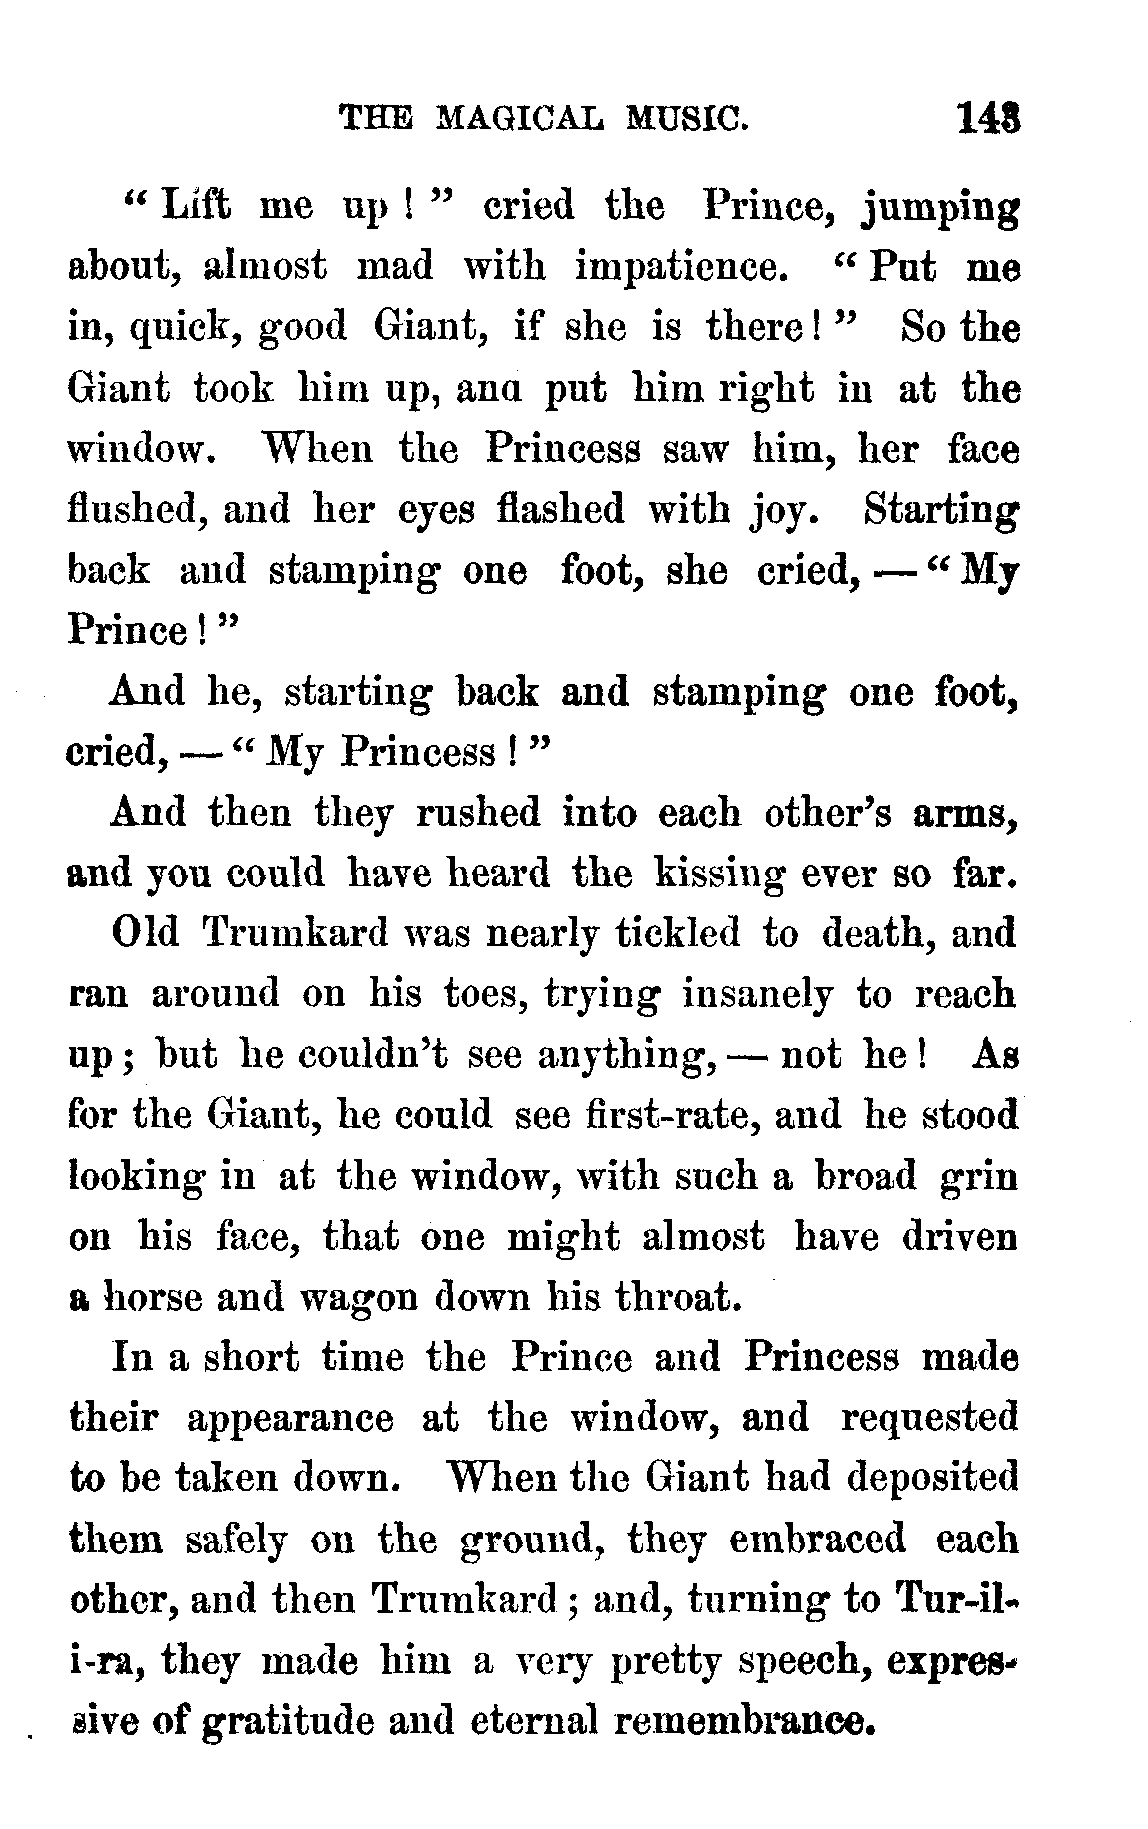 THE MAGICAL MUSIC. 143
“ Lift me up ! ” cried the Prince, jumping
about, almost mad with impatience. “ Put me
in, quick, good Giant, if she is there ! ” So the
Giant took him up, and put him right in at the
window. When the Princess saw him, her face
flushed, and her eyes flashed with joy. Starting
back and stamping one foot, she cried, — “ My
Prince ! ”
And he, starting back and stamping one foot,
cried, — “ My Princess ! ”
And then they rushed into each other’s arms,
and you could have heard the kissing ever so far.
Old Trumkard was nearly tickled to death, and
ran around on his toes, trying insanely to reach
up ; but he couldn’t see anything, — not he ! As
for the Giant, he could see first-rate, and he stood
looking in at the window, with such a broad grin
on his face, that one might almost have driven
a horse and wagon down his throat.
In a short time the Prince and Princess made
their appearance at the window, and requested
to be taken down. When the Giant had deposited
them safely on the ground, they embraced each
other, and then Trumkard ; and, turning to Tur-il-
i-ra, they made him a very pretty speech, expres-
sive of gratitude and eternal remembrance.